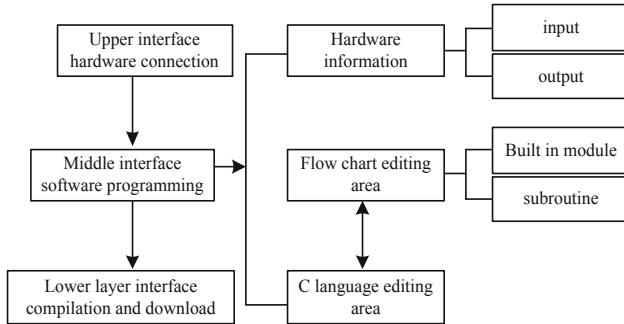 Upper interface
hardware connection
Hardware
information
input
output
Middle interface
software programming
Flow chart editing
area
Built in module
subroutine
Lower layer interface
compilation and download
C language editing
area